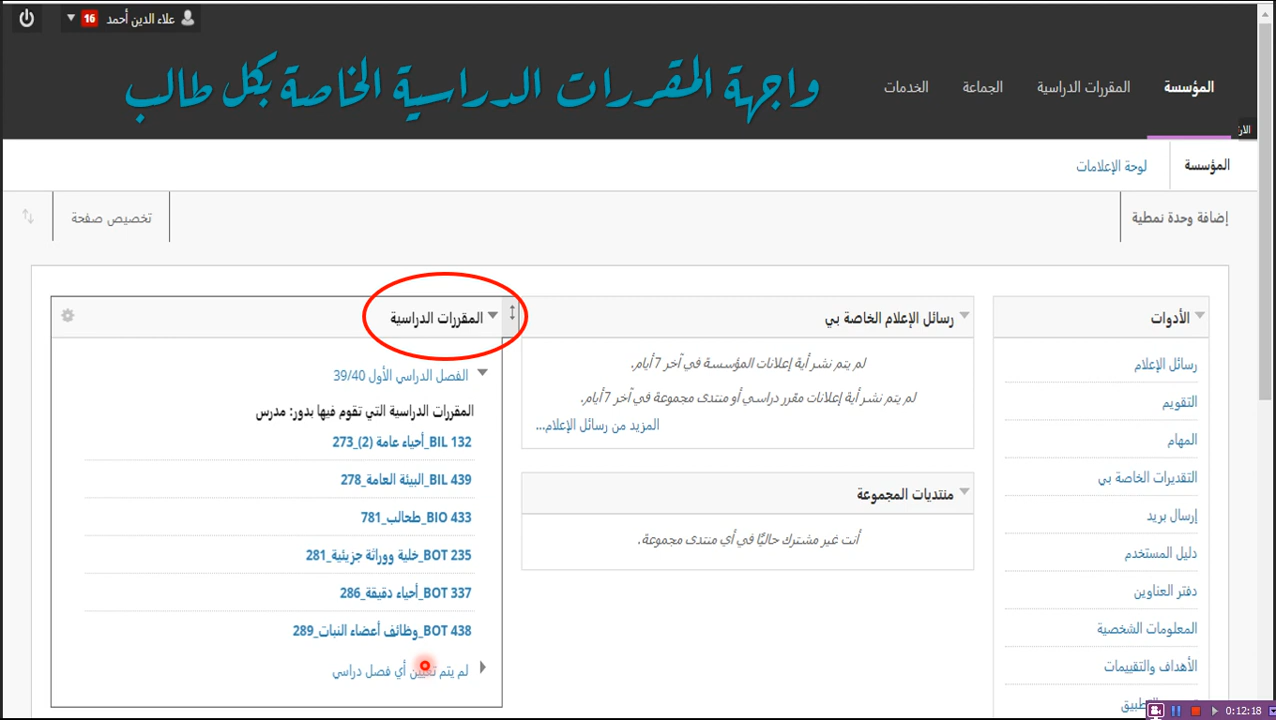 علاء الدين أحمد 16
واجهة المقررات الدراسية الخاصة بكل طالب
المؤسسة
المقررات الدراسية
الجماعة
الخدمات
الار
المؤسسة
لوحة الإعلامات
إضافة وحدة نمطية
تخصيص صفحة
الأدوات
رسائل الإعلام
التقويم
المهام
التقديرات الخاصة بي
إرسال بريد
دليل المستخدم
دفتر العناوين
المعلومات الشخصية
الأهداف والتقييمات
رسائل الإعلام الخاصة بي
لم يتم نشر أية إعلانات المؤسسة في آخر 7 أيام.
لم يتم نشر أية إعلانات مقرر دراسي أو منتدى مجموعة في آخر 7 أيام.
المزيد من رسائل الإعلام...
منتديات المجموعة
أنت غير مشترك حاليًا في أي منتدى مجموعة.
المقررات الدراسية
الفصل الدراسي الأول 39/40
المقررات الدراسية التي تقوم فيها بدور: مدرس
BIL 132_أحياء عامة (2)_273
BIL 439_البيئة العامة_278
BIO 433_طحالب_781
BOT 235_خلية ووراثة جزيئية_281
BOT 337_أحياء دقيقة_286
BOT 438_وظائف أعضاء النبات_289
لم يتم تعيين أي فصل دراسي
0:12:18